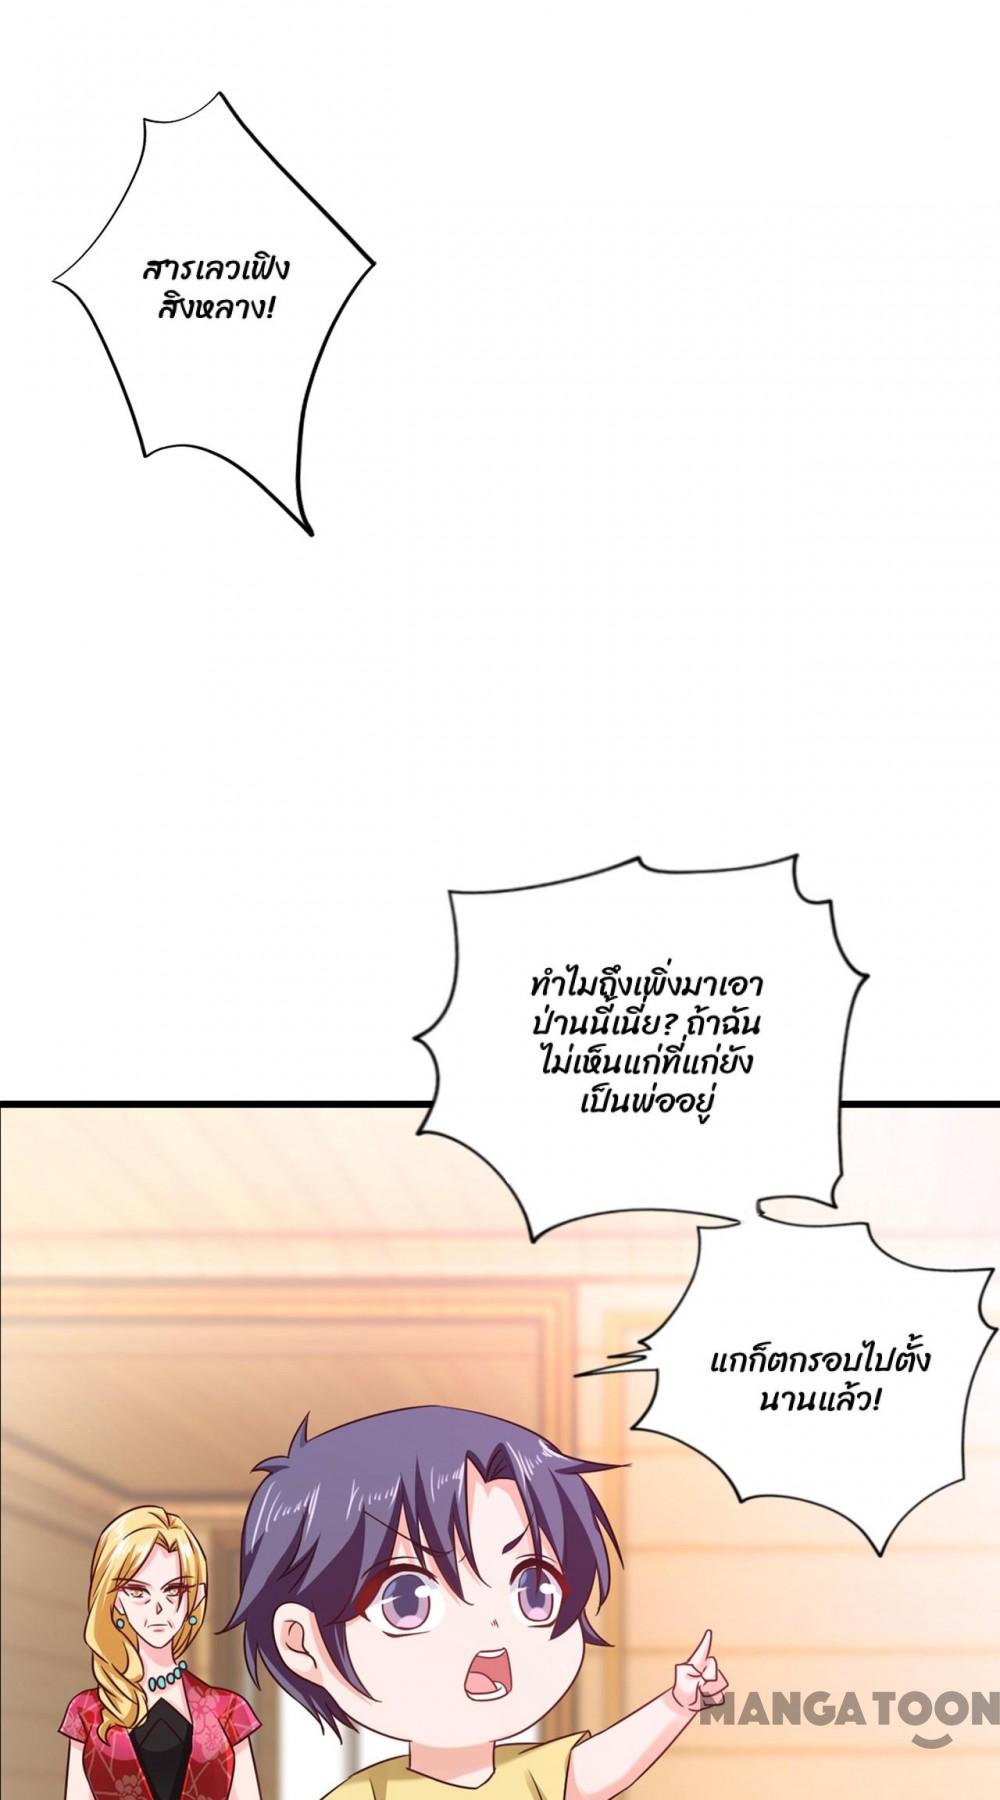 สารเลวเฟิง
สิงหลาง!
ทำไมถึงเพิ่งมาเอา
ป่านนี้เนี่ย? ถ้าฉัน
ไม่เห็นแก่ที่แก่ยัง
เป็นพ่ออยู่
แกก็ตกรอบไปตั้ง
นานแล้ว!
MANGATOON